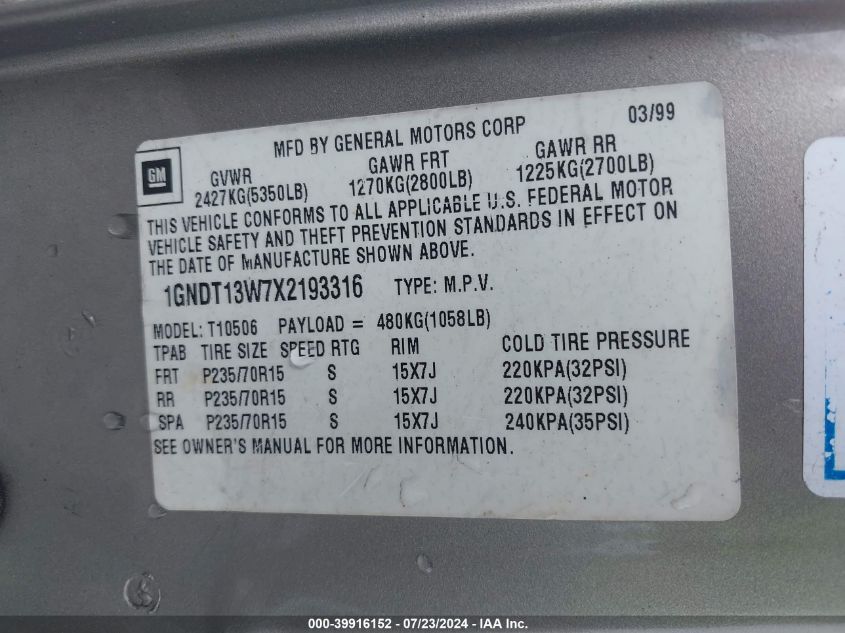 03/99
MFD BY GENERAL MOTORS CORP
GM
GVWR GAWR FRT GAWR RR
2427KG(5350LB) 1270KG(2800LB) 1225KG(2700LB)
THIS VEHICLE CONFORMS TO ALL APPLICABLE U.S. FEDERAL MOTOR
VEHICLE SAFETY AND THEFT PREVENTION STANDARDS IN EFFECT ON
THE DATE OF MANUFACTURE SHOWN ABOVE.
1GNDT13W7X2193316 TYPE: M.P.V.
MODEL: T10506 PAYLOAD = 480KG(1058LB)
TPAB TIRE SIZE SPEED RTG RIM COLD TIRE PRESSURE
FRT P235/70R15 S 15X7J 220KPA(32PSI)
RR P235/70R15 S 15X7J 220KPA(32PSI)
SPA P235/70R15 S 15X7J 240KPA(35PSI)
SEE OWNER'S MANUAL FOR MORE INFORMATION.
000-39916152 - 07/23/2024 - IAA Inc.